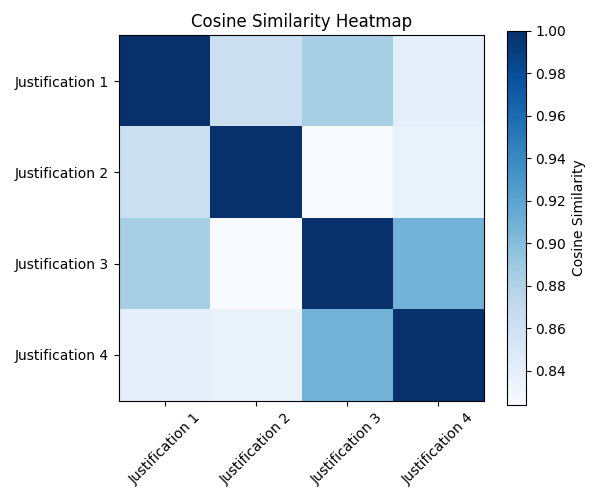 Cosine Similarity Heatmap
Justification 1
Justification 2
Justification 3
Justification 4
Justification 1
Justification 2
Justification 3
Justification 4
1.00
0.98
0.96
0.94
0.92
0.90
0.88
0.86
0.84
Cosine Similarity